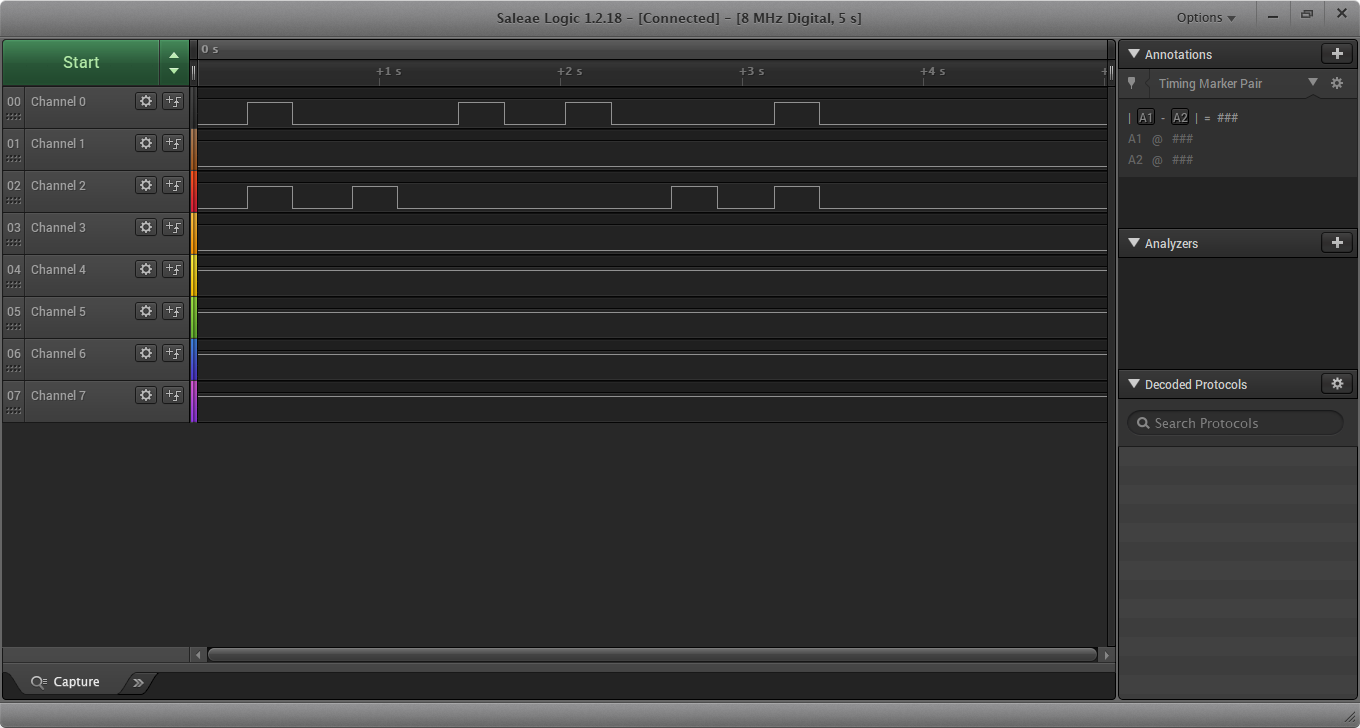 Saleae Logic 1.2.18 - [Connected] - [8 MHz Digital, 5 s]
Options
Start
0 s
+1 s
+2 s
+3 s
+4 s
+
00 Channel 0
01 Channel 1
02 Channel 2
03 Channel 3
04 Channel 4
05 Channel 5
06 Channel 6
07 Channel 7
Annotations
Timing Marker Pair
| A1 - A2 | = ###
A1 @ ###
A2 @ ###
Analyzers
Decoded Protocols
Search Protocols
Capture